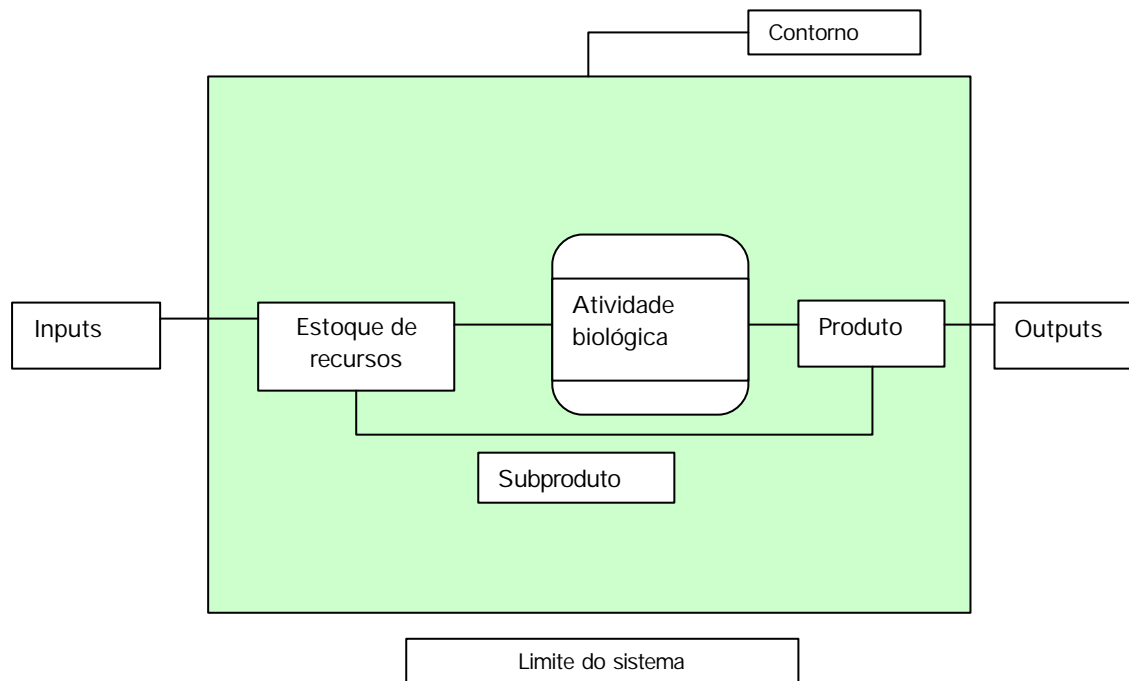 Contorno
Inputs
Estoque de
recursos
Atividade
biológica
Produto
Outputs
Subproduto
Limite do sistema